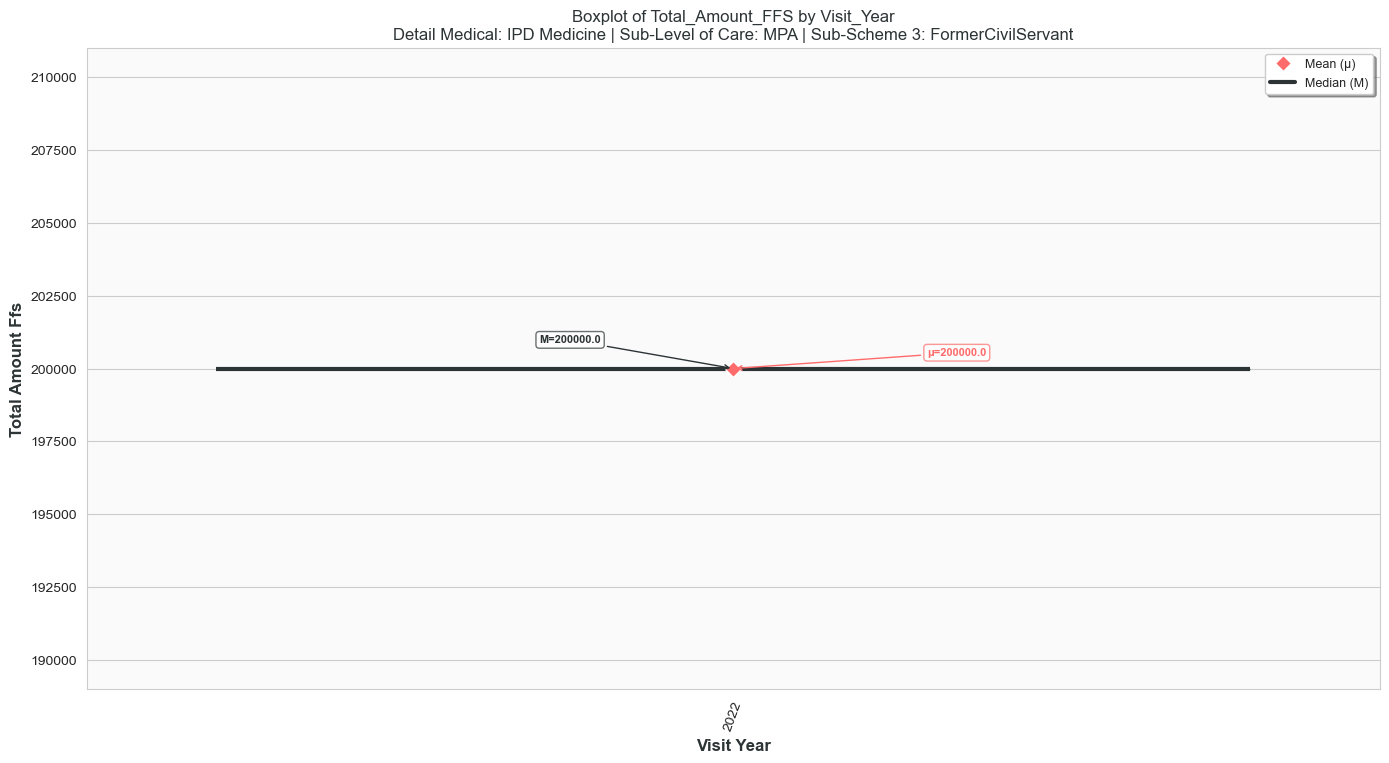 Boxplot of Total_Amount_FFS by Visit_Year
Detail Medical: IPD Medicine | Sub-Level of Care: MPA | Sub-Scheme 3: FormerCivilServant
Mean (μ)
Median (M)
Total Amount Ffs
210000
207500
205000
202500
200000
197500
195000
192500
190000
M=200000.0
μ=200000.0
2022
Visit Year